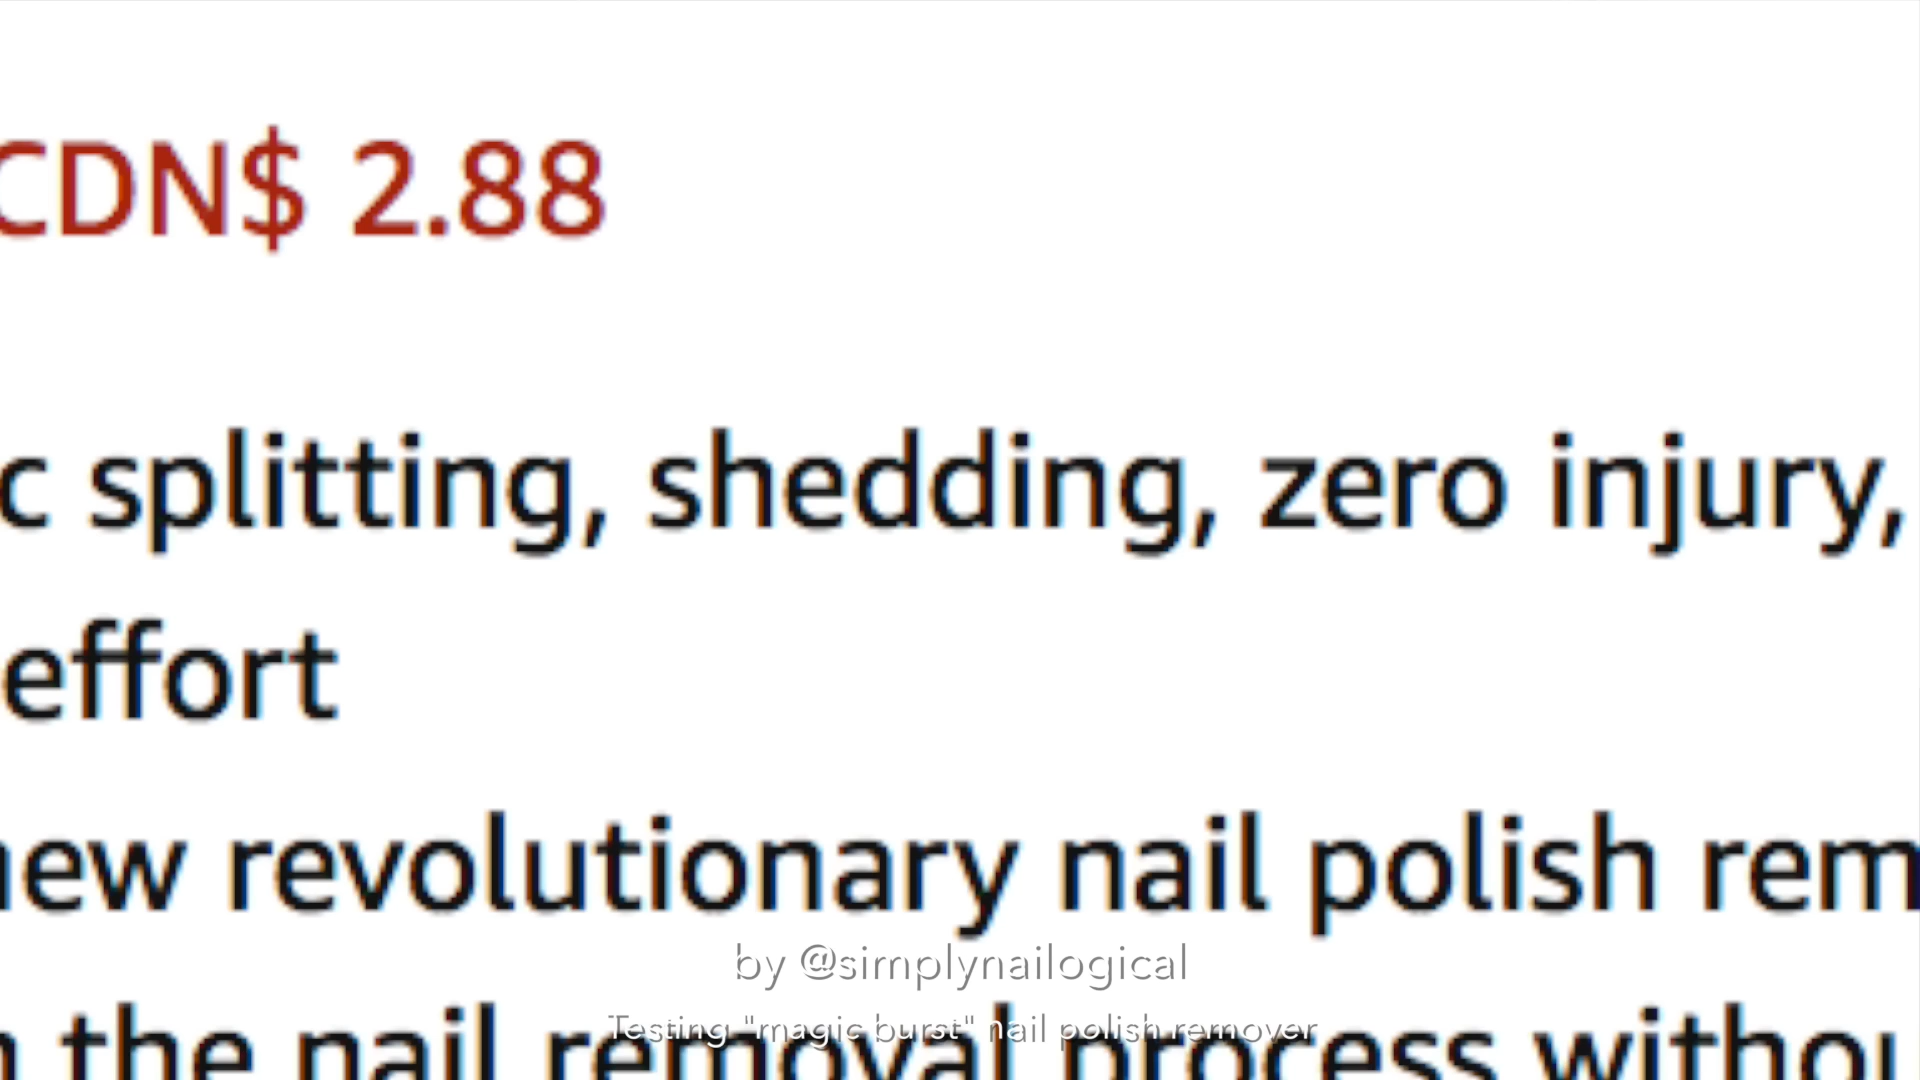 CDN$ 2.88
c splitting, shedding, zero injury,
effort
new revolutionary nail polish rem
by @simplynailogical
Testing "magic burst" nail polish remover
the nail removal process withou